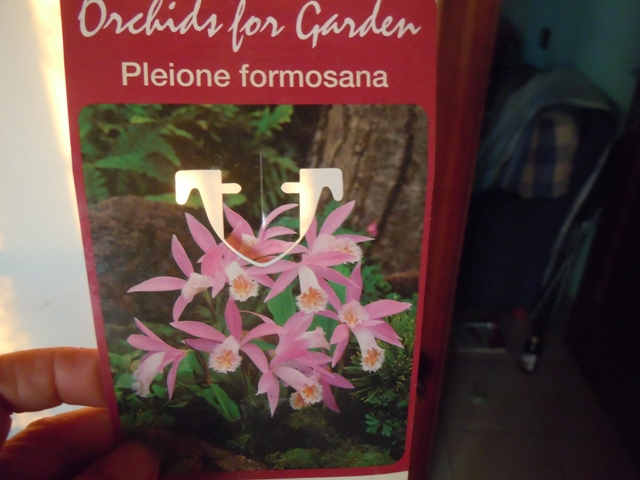 Orchids for Garden
Pleione formosana